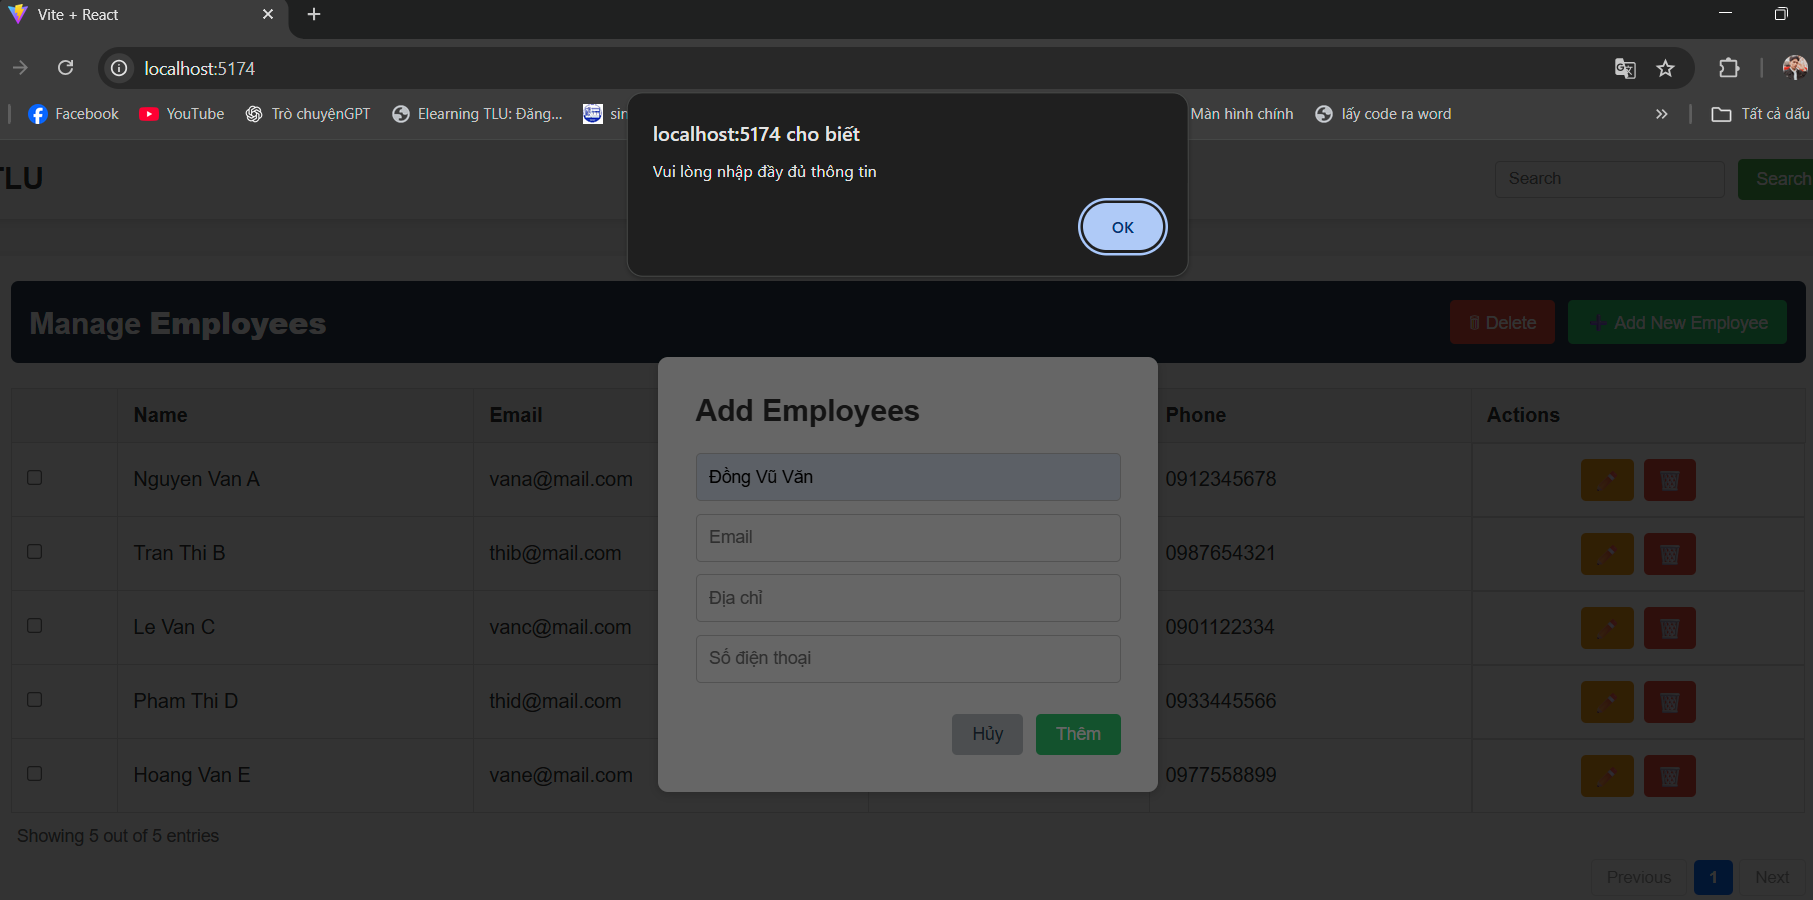 Vite + React
localhost:5174
Facebook
YouTube
Trò chuyệnGPT
Elearning TLU: Đăng...
Màn hình chính
lấy code ra word
Tất cả dấu
localhost:5174 cho biết
Vui lòng nhập đầy đủ thông tin
OK
TLU
Search
Search
Manage Employees
Delete
Add New Employee
Name
Email
Phone
Actions
Nguyen Van A
vana@mail.com
0912345678
Tran Thi B
thib@mail.com
0987654321
Le Van C
vanc@mail.com
0901122334
Pham Thi D
thid@mail.com
0933445566
Hoang Van E
vane@mail.com
0977558899
Add Employees
Đồng Vũ Văn
Email
Địa chỉ
Số điện thoại
Hủy
Thêm
Showing 5 out of 5 entries
Previous
1
Next